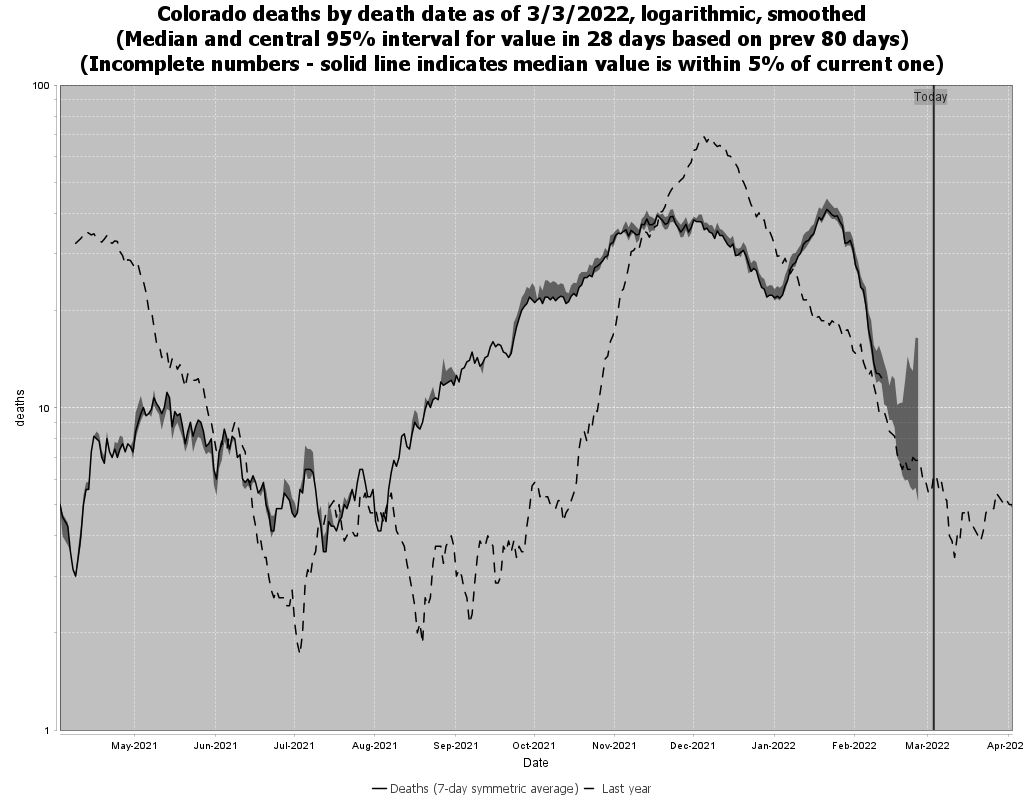 Colorado deaths by death date as of 3/3/2022, logarithmic, smoothed
(Median and central 95% interval for value in 28 days based on prev 80 days)
(Incomplete numbers - solid line indicates median value is within 5% of current one)
100
Today
deaths
10
1
May-2021 Jun-2021 Jul-2021 Aug-2021 Sep-2021 Oct-2021 Nov-2021 Dec-2021 Jan-2022 Feb-2022 Mar-2022 Apr-202
Date
Deaths (7-day symmetric average) Last year